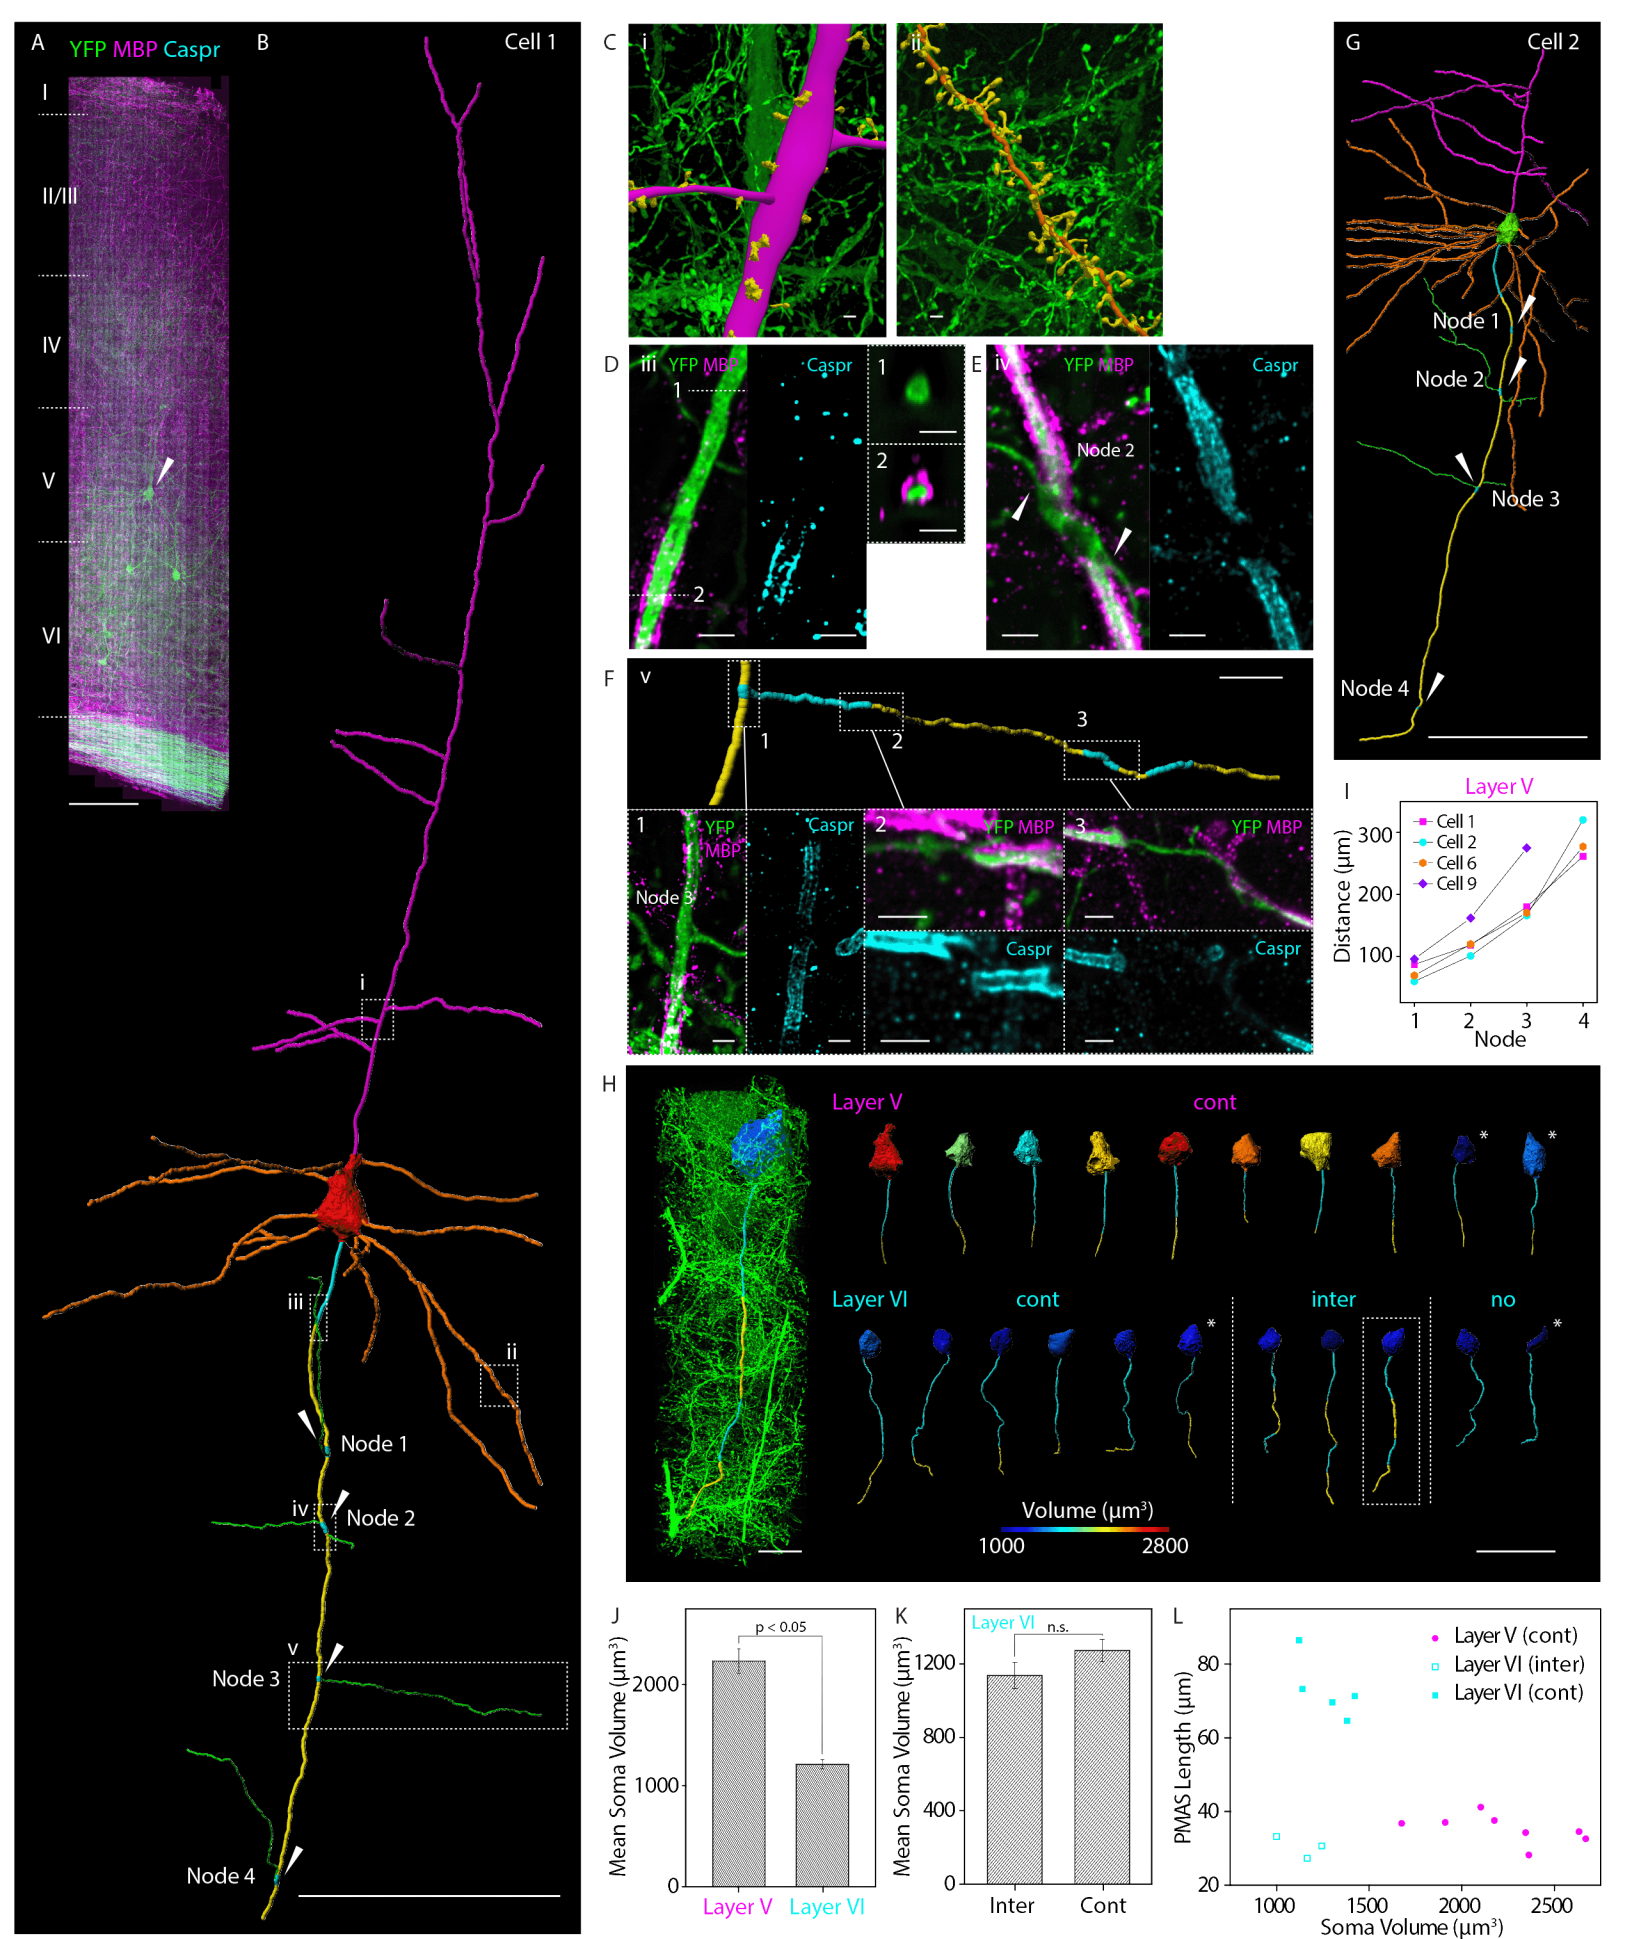 A
YFP MBP Caspr
I
II/III
IV
V
VI
B
Cell 1
i
ii
iii
Node 1
iv
Node 2
v
Node 3
Node 4
C
i
ii
D
iii
YFP MBP
Caspr
1
2
1
2
E
iv
YFP MBP
Caspr
Node 2
F
v
1
2
3
1
YFP
MBP
Node 3
Caspr
2
YFP MBP
Caspr
3
YFP MBP
Caspr
G
Cell 2
Node 1
Node 2
Node 3
Node 4
I
Layer V
Cell 1
Cell 2
Cell 6
Cell 9
Distance (µm)
300
200
100
1 2 3 4
Node
H
Layer V
cont
* *
Layer VI
cont
*
inter
no
*
Volume (µm³)
1000
2800
J
Mean Soma Volume (µm³)
p < 0.05
2000
1000
0
Layer V
Layer VI
K
Layer VI
n.s.
Mean Soma Volume (µm³)
1200
800
400
0
Inter
Cont
L
Layer V (cont)
Layer VI (inter)
Layer VI (cont)
PMAS Length (µm)
80
60
40
20
1000 1500 2000 2500
Soma Volume (µm³)